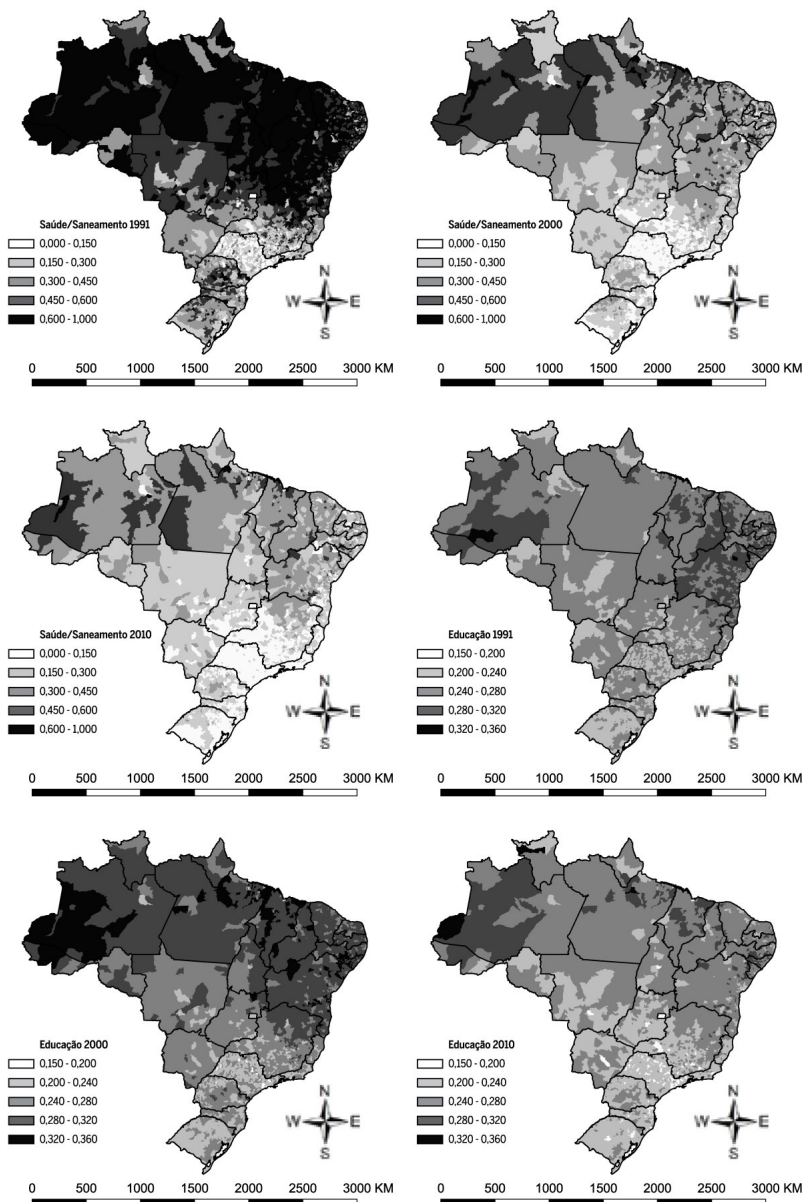 Saúde/Saneamento 1991
0,000 - 0,150
0,150 - 0,300
0,300 - 0,450
0,450 - 0,600
0,600 - 1,000
N
W E
S
0 500 1000 1500 2000 2500 3000 KM
Saúde/Saneamento 2000
0,000 - 0,150
0,150 - 0,300
0,300 - 0,450
0,450 - 0,600
0,600 - 1,000
N
W E
S
0 500 1000 1500 2000 2500 3000 KM
Saúde/Saneamento 2010
0,000 - 0,150
0,150 - 0,300
0,300 - 0,450
0,450 - 0,600
0,600 - 1,000
N
W E
S
0 500 1000 1500 2000 2500 3000 KM
Educação 1991
0,150 - 0,200
0,200 - 0,240
0,240 - 0,280
0,280 - 0,320
0,320 - 0,360
N
W E
S
0 500 1000 1500 2000 2500 3000 KM
Educação 2000
0,150 - 0,200
0,200 - 0,240
0,240 - 0,280
0,280 - 0,320
0,320 - 0,360
N
W E
S
0 500 1000 1500 2000 2500 3000 KM
Educação 2010
0,150 - 0,200
0,200 - 0,240
0,240 - 0,280
0,280 - 0,320
0,320 - 0,360
N
W E
S
0 500 1000 1500 2000 2500 3000 KM